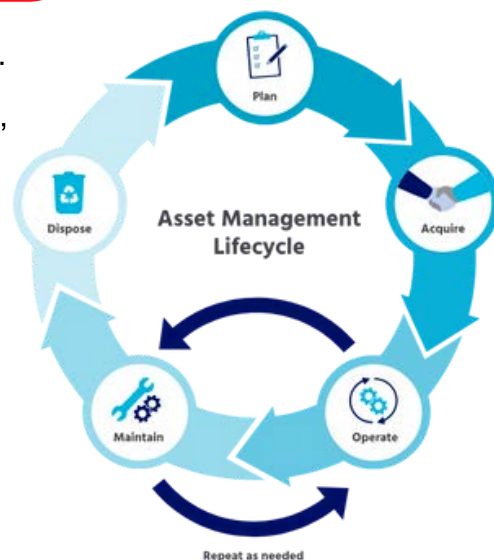 .
,
Plan
Acquire
Dispose
Asset Management
Lifecycle
Maintain
Operate
Repeat as needed